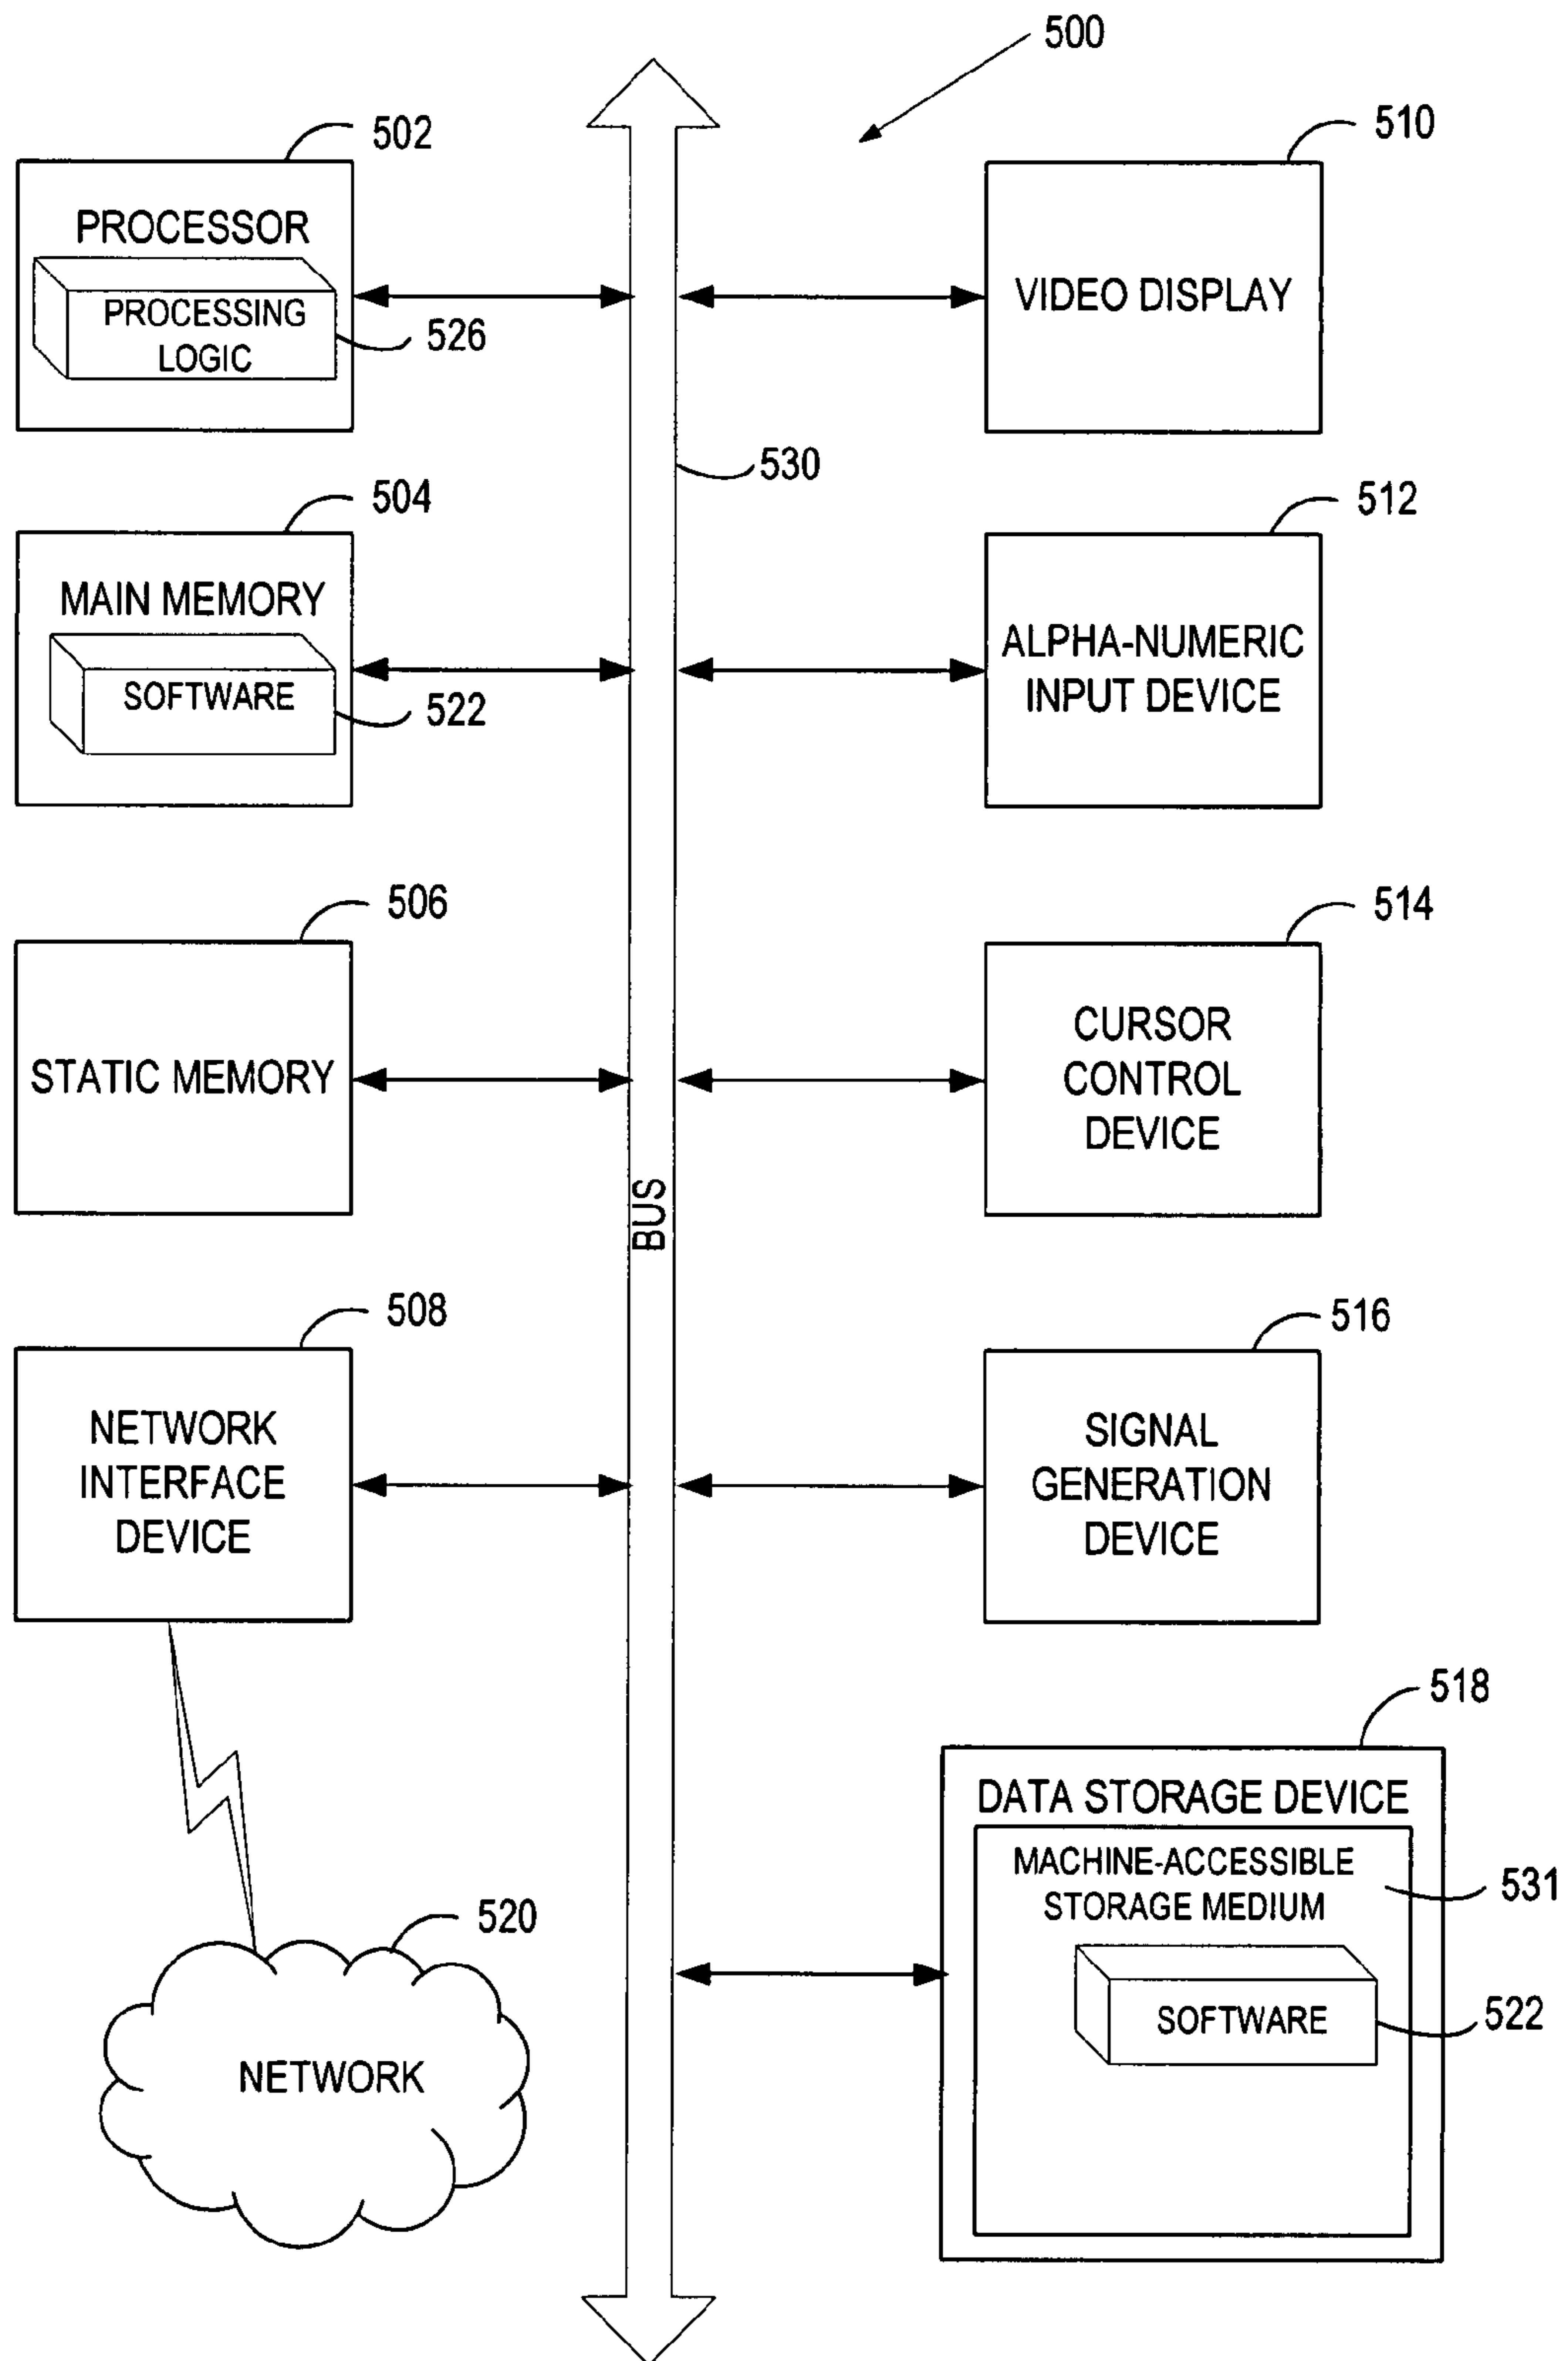 500
502
PROCESSOR
PROCESSING
LOGIC
526
510
VIDEO DISPLAY
530
504
MAIN MEMORY
SOFTWARE
522
512
ALPHA-NUMERIC
INPUT DEVICE
506
STATIC MEMORY
514
CURSOR
CONTROL
DEVICE
BUS
508
NETWORK
INTERFACE
DEVICE
516
SIGNAL
GENERATION
DEVICE
518
DATA STORAGE DEVICE
MACHINE-ACCESSIBLE
STORAGE MEDIUM
531
SOFTWARE
522
520
NETWORK